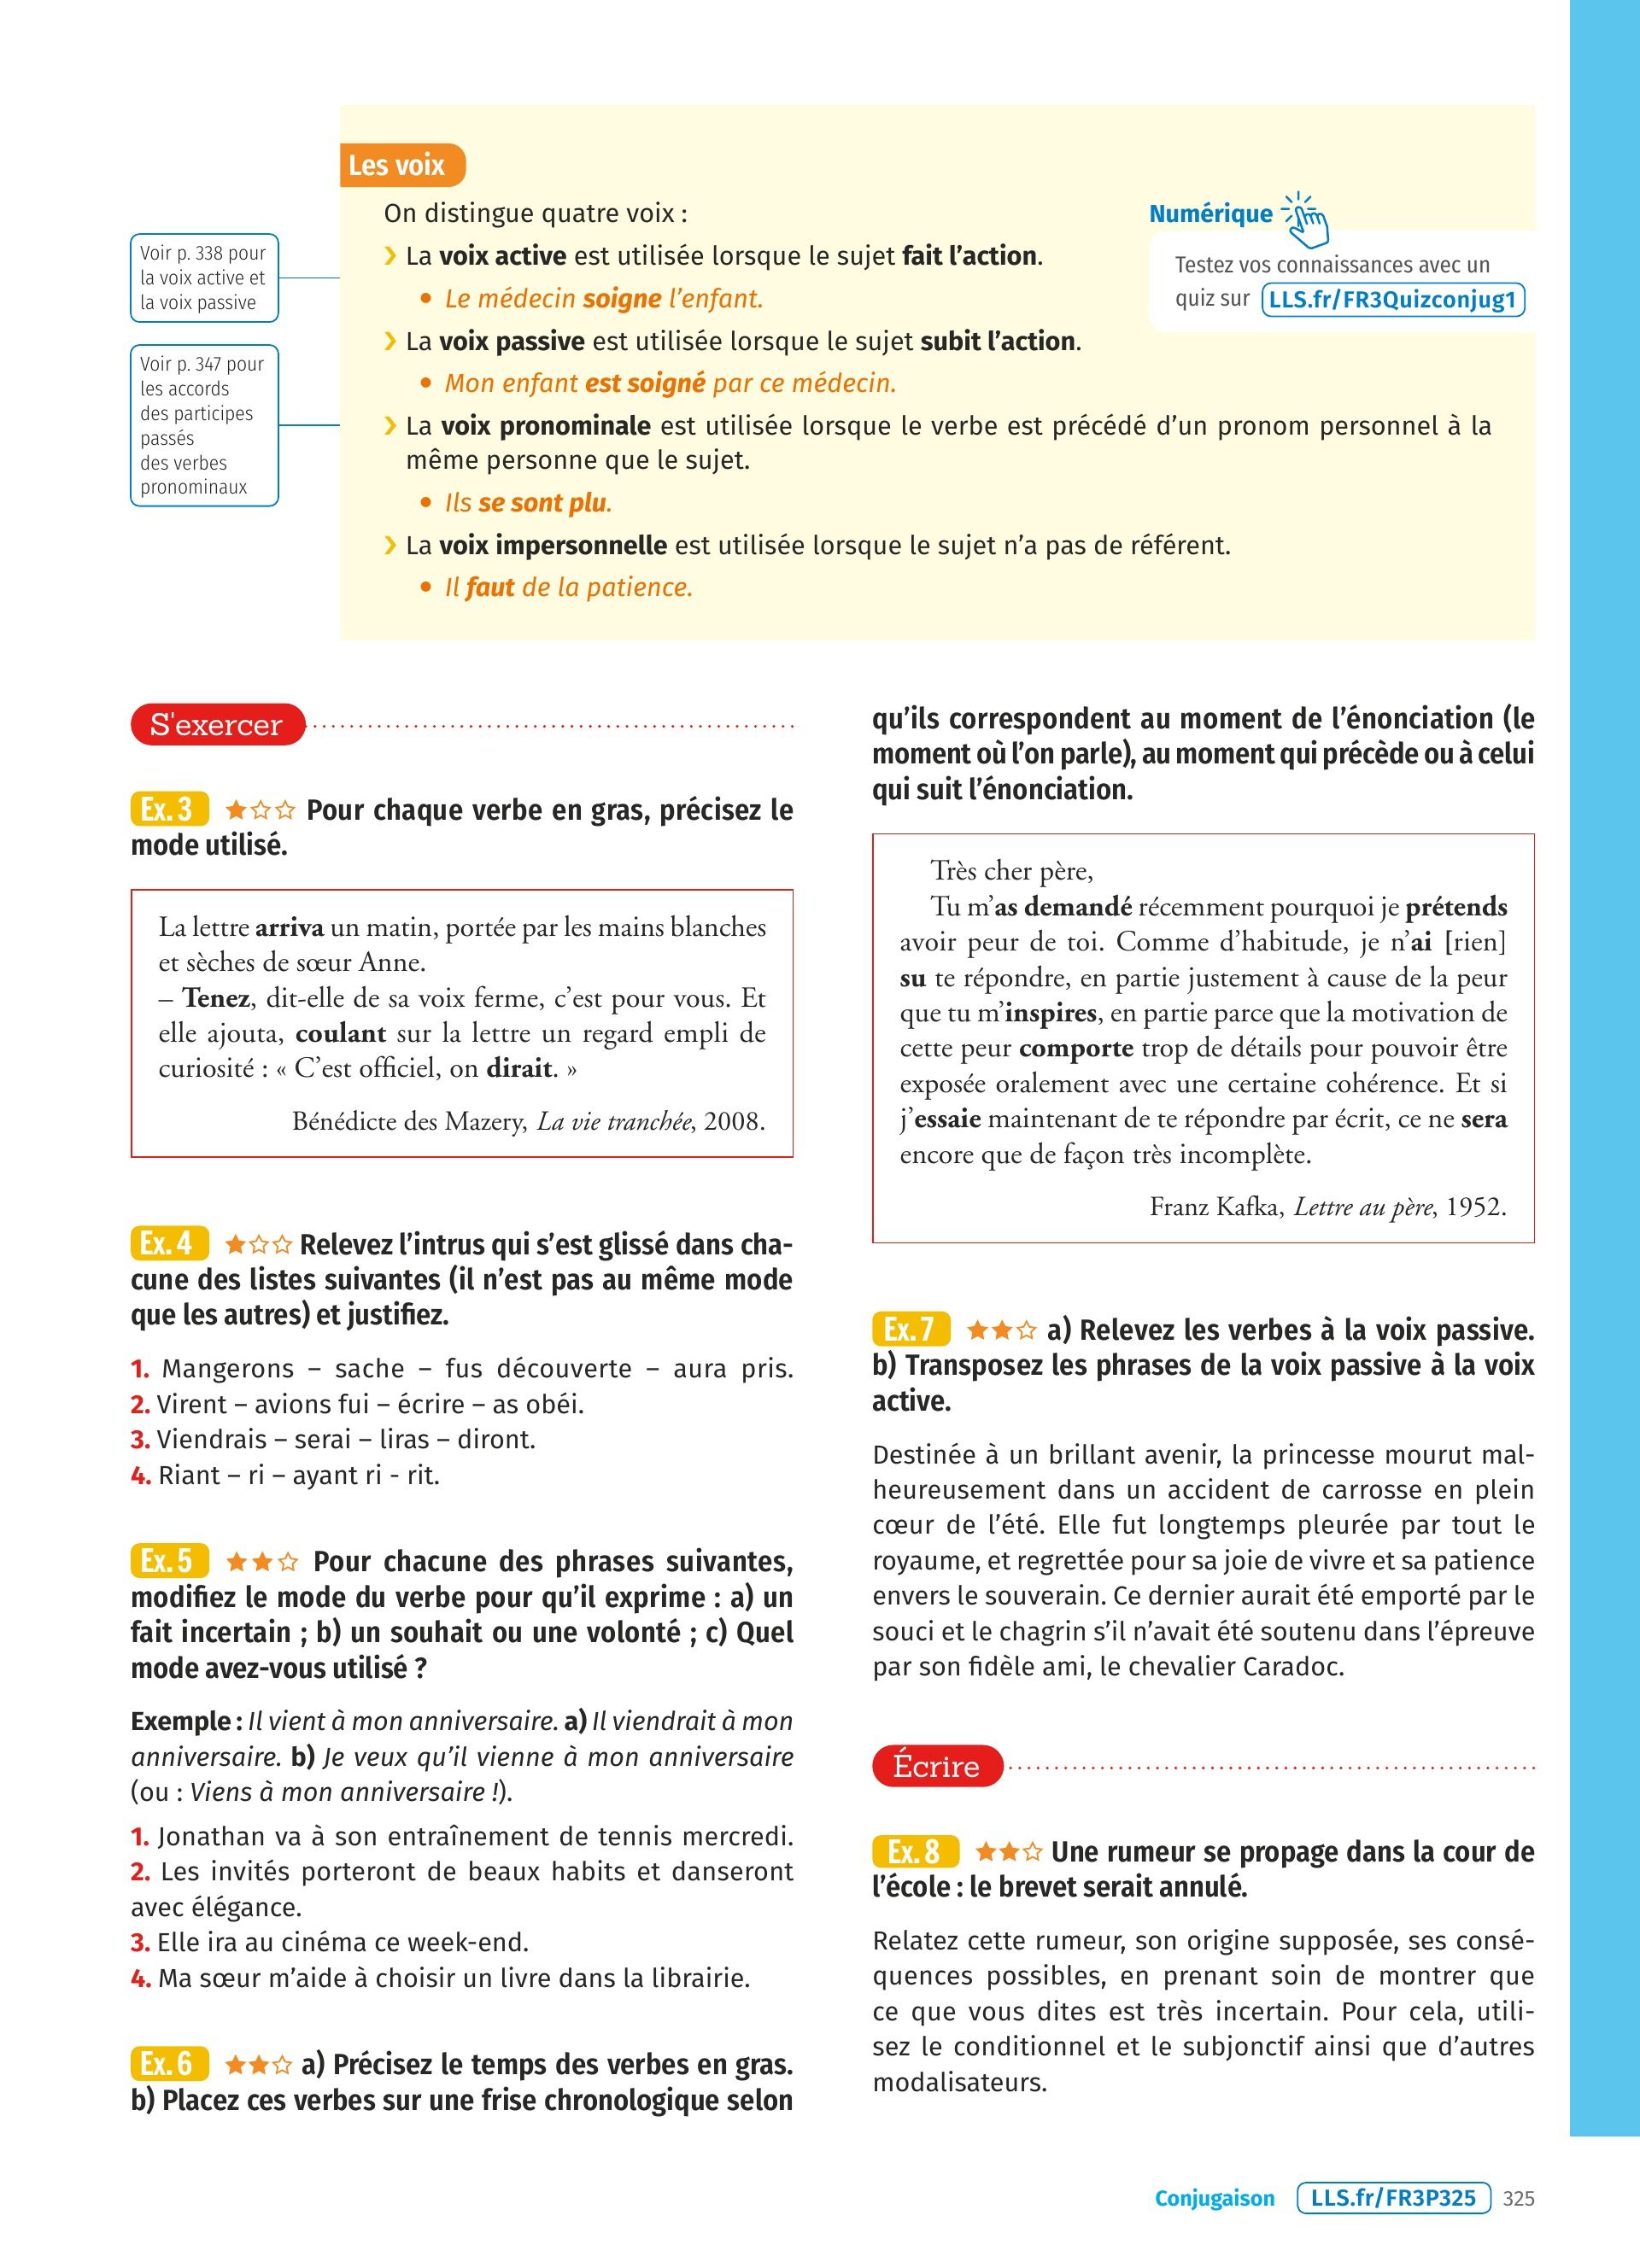 Les voix
On distingue quatre voix :
Numérique
Testez vos connaissances avec un
quiz sur LLS.fr/FR3Quizconjug1
Voir p. 338 pour
la voix active et
la voix passive
Voir p. 347 pour
les accords
des participes
passés
des verbes
pronominaux
› La voix active est utilisée lorsque le sujet fait l’action.
• Le médecin soigne l’enfant.
› La voix passive est utilisée lorsque le sujet subit l’action.
• Mon enfant est soigné par ce médecin.
› La voix pronominale est utilisée lorsque le verbe est précédé d’un pronom personnel à la
même personne que le sujet.
• Ils se sont plu.
› La voix impersonnelle est utilisée lorsque le sujet n’a pas de référent.
• Il faut de la patience.
S'exercer
Ex. 3 ★☆☆ Pour chaque verbe en gras, précisez le
mode utilisé.
La lettre arriva un matin, portée par les mains blanches
et sèches de sœur Anne.
– Tenez, dit-elle de sa voix ferme, c’est pour vous. Et
elle ajouta, coulant sur la lettre un regard empli de
curiosité : « C’est officiel, on dirait. »
Bénédicte des Mazery, La vie tranchée, 2008.
Ex. 4 ★☆☆ Relevez l’intrus qui s’est glissé dans cha-
cune des listes suivantes (il n’est pas au même mode
que les autres) et justifiez.
1. Mangerons – sache – fus découverte – aura pris.
2. Virent – avions fui – écrire – as obéi.
3. Viendrais – serai – liras – diront.
4. Riant – ri – ayant ri - rit.
Ex. 5 ★★☆ Pour chacune des phrases suivantes,
modifiez le mode du verbe pour qu’il exprime : a) un
fait incertain ; b) un souhait ou une volonté ; c) Quel
mode avez-vous utilisé ?
Exemple : Il vient à mon anniversaire. a) Il viendrait à mon
anniversaire. b) Je veux qu’il vienne à mon anniversaire
(ou : Viens à mon anniversaire !).
1. Jonathan va à son entraînement de tennis mercredi.
2. Les invités porteront de beaux habits et danseront
avec élégance.
3. Elle ira au cinéma ce week-end.
4. Ma sœur m’aide à choisir un livre dans la librairie.
Ex. 6 ★★☆ a) Précisez le temps des verbes en gras.
b) Placez ces verbes sur une frise chronologique selon
qu’ils correspondent au moment de l’énonciation (le
moment où l’on parle), au moment qui précède ou à celui
qui suit l’énonciation.
Très cher père,
Tu m’as demandé récemment pourquoi je prétends
avoir peur de toi. Comme d’habitude, je n’ai [rien]
su te répondre, en partie justement à cause de la peur
que tu m’inspires, en partie parce que la motivation de
cette peur comporte trop de détails pour pouvoir être
exposée oralement avec une certaine cohérence. Et si
j’essaie maintenant de te répondre par écrit, ce ne sera
encore que de façon très incomplète.
Franz Kafka, Lettre au père, 1952.
Ex. 7 ★★☆ a) Relevez les verbes à la voix passive.
b) Transposez les phrases de la voix passive à la voix
active.
Destinée à un brillant avenir, la princesse mourut mal-
heureusement dans un accident de carrosse en plein
cœur de l’été. Elle fut longtemps pleurée par tout le
royaume, et regrettée pour sa joie de vivre et sa patience
envers le souverain. Ce dernier aurait été emporté par le
souci et le chagrin s’il n’avait été soutenu dans l’épreuve
par son fidèle ami, le chevalier Caradoc.
Écrire
Ex. 8 ★★☆ Une rumeur se propage dans la cour de
l’école : le brevet serait annulé.
Relatez cette rumeur, son origine supposée, ses consé-
quences possibles, en prenant soin de montrer que
ce que vous dites est très incertain. Pour cela, utili-
sez le conditionnel et le subjonctif ainsi que d’autres
modalisateurs.
Conjugaison LLS.fr/FR3P325 325